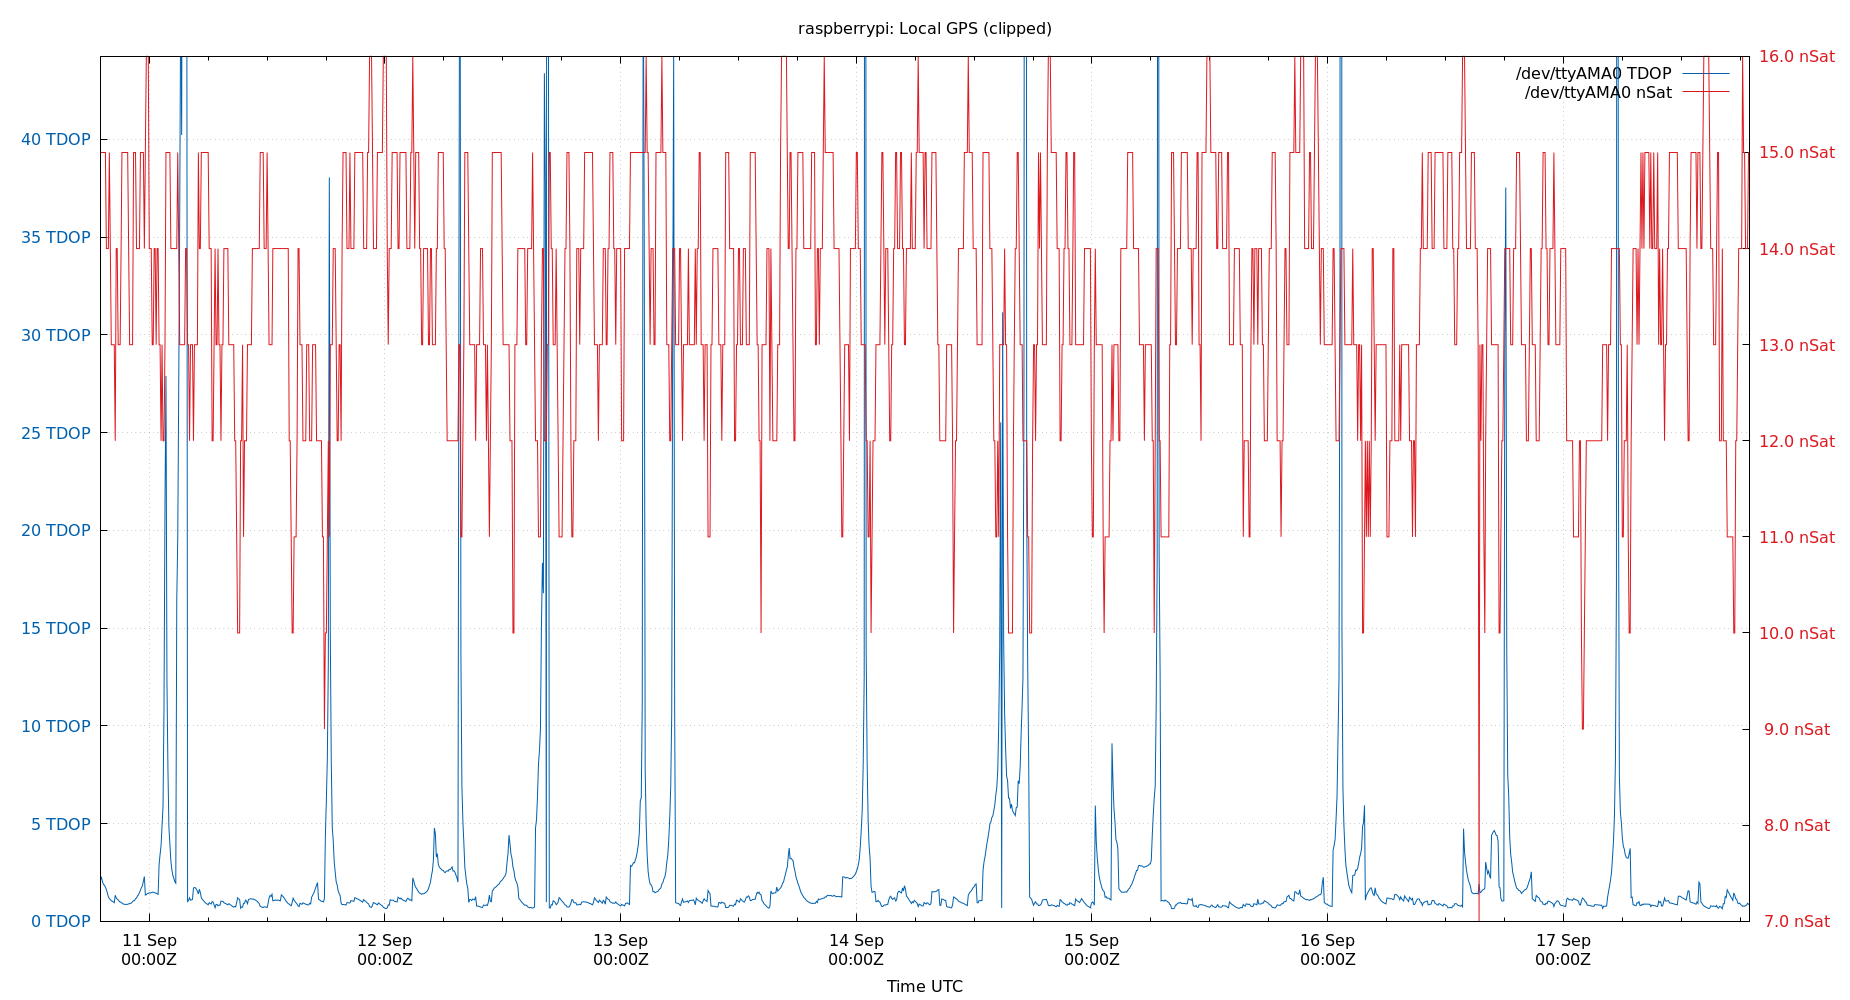 raspberrypi: Local GPS (clipped)
/dev/ttyAMA0 TDOP
/dev/ttyAMA0 nSat
40 TDOP
35 TDOP
30 TDOP
25 TDOP
20 TDOP
15 TDOP
10 TDOP
5 TDOP
0 TDOP
16.0 nSat
15.0 nSat
14.0 nSat
13.0 nSat
12.0 nSat
11.0 nSat
10.0 nSat
9.0 nSat
8.0 nSat
7.0 nSat
11 Sep
00:00Z
12 Sep
00:00Z
13 Sep
00:00Z
14 Sep
00:00Z
15 Sep
00:00Z
16 Sep
00:00Z
17 Sep
00:00Z
Time UTC